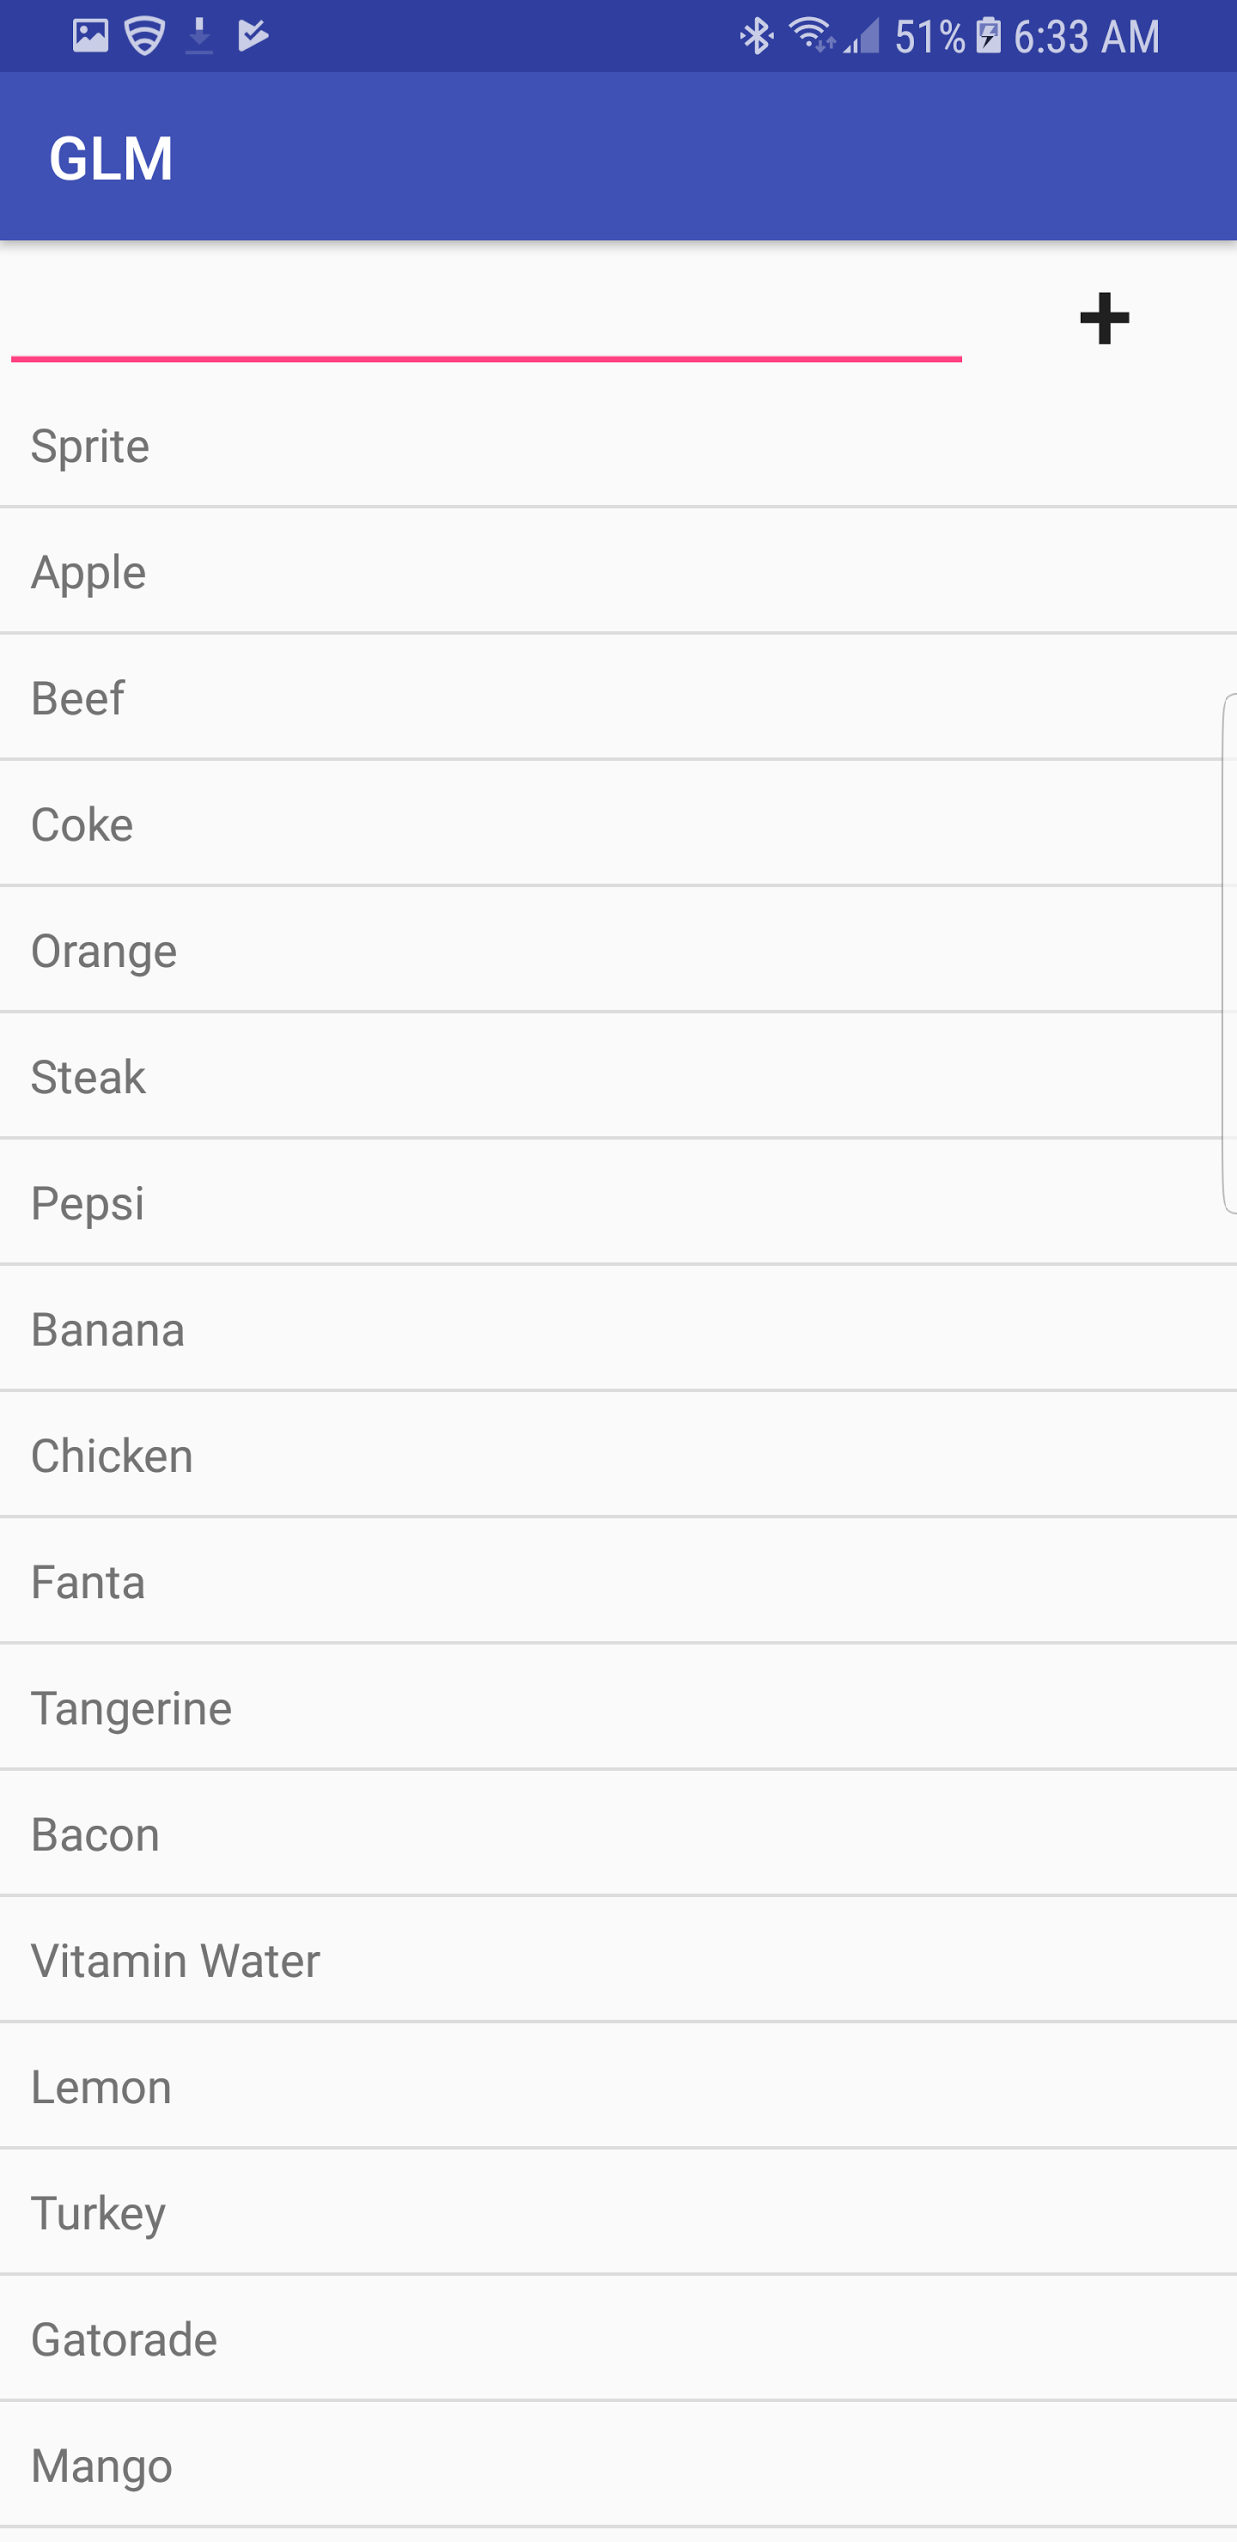 51% 6:33 AM
GLM
+
Sprite
Apple
Beef
Coke
Orange
Steak
Pepsi
Banana
Chicken
Fanta
Tangerine
Bacon
Vitamin Water
Lemon
Turkey
Gatorade
Mango